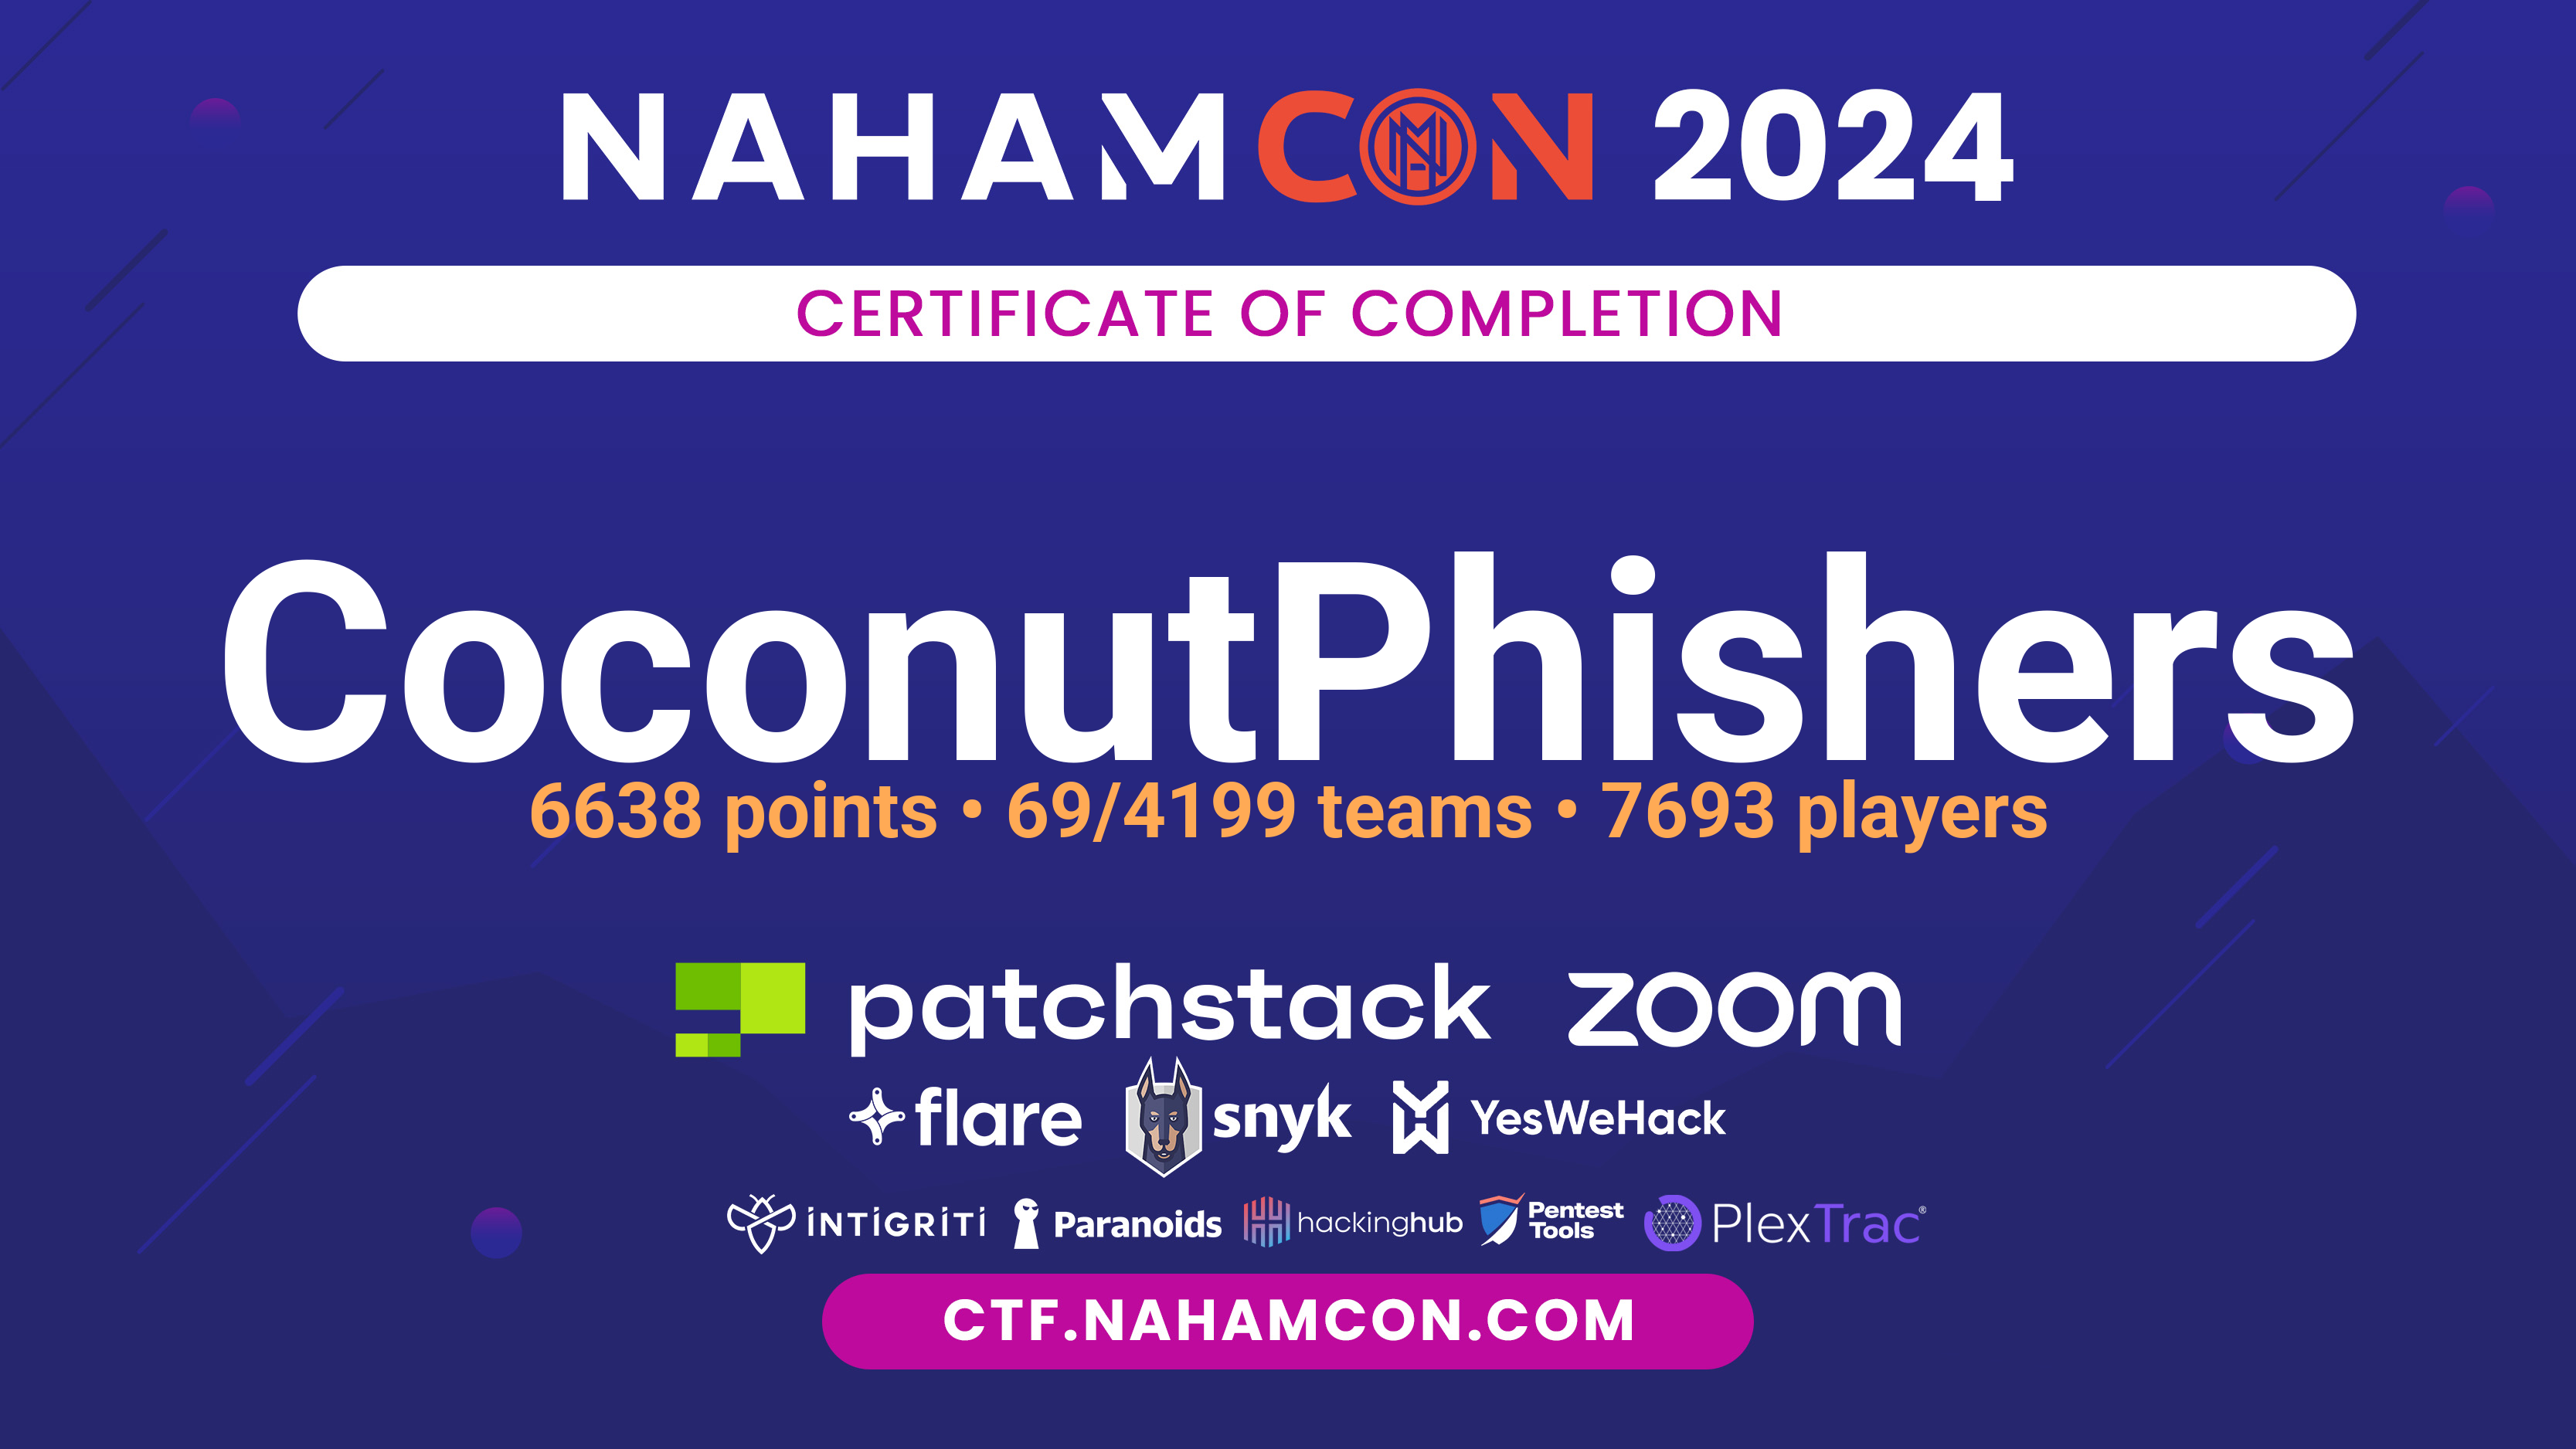 NAHAMCON 2024
CERTIFICATE OF COMPLETION
CoconutPhishers
6638 points • 69/4199 teams • 7693 players
patchstack zoom
flare snyk YesWeHack
INTIGRITI Paranoids hackinghub Pentest Tools PlexTrac®
CTF.NAHAMCON.COM